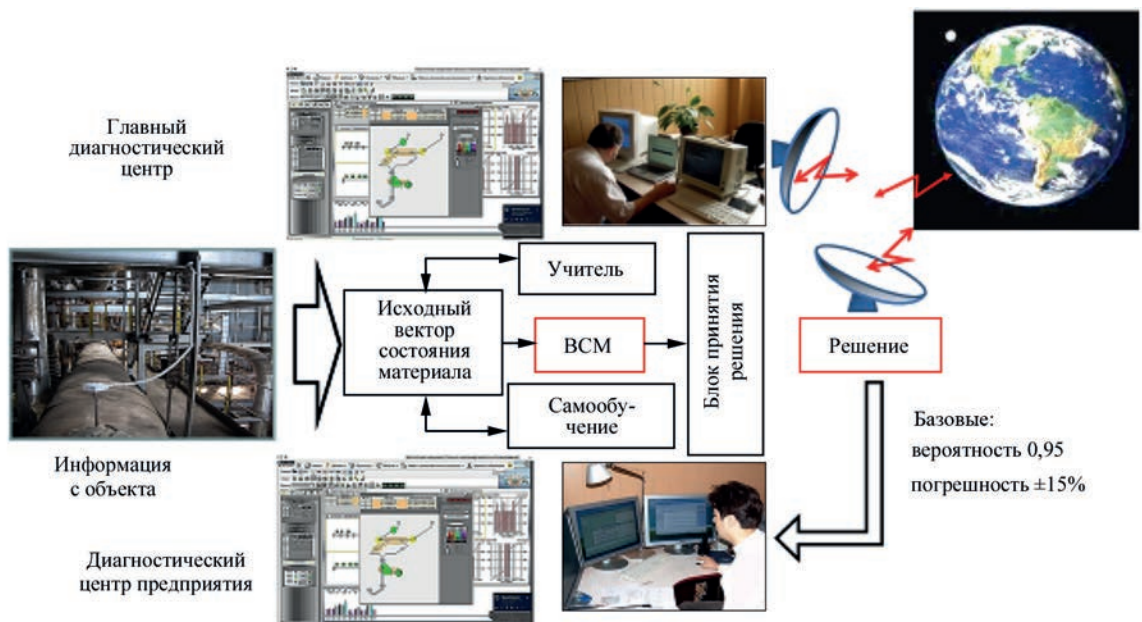 Главный
диагностический
центр
Учитель
Исходный
вектор
состояния
материала
ВСМ
Блок принятия
решения
Решение
Самообу-
чение
Информация
с объекта
Базовые:
вероятность 0,95
погрешность ±15%
Диагностический
центр предприятия